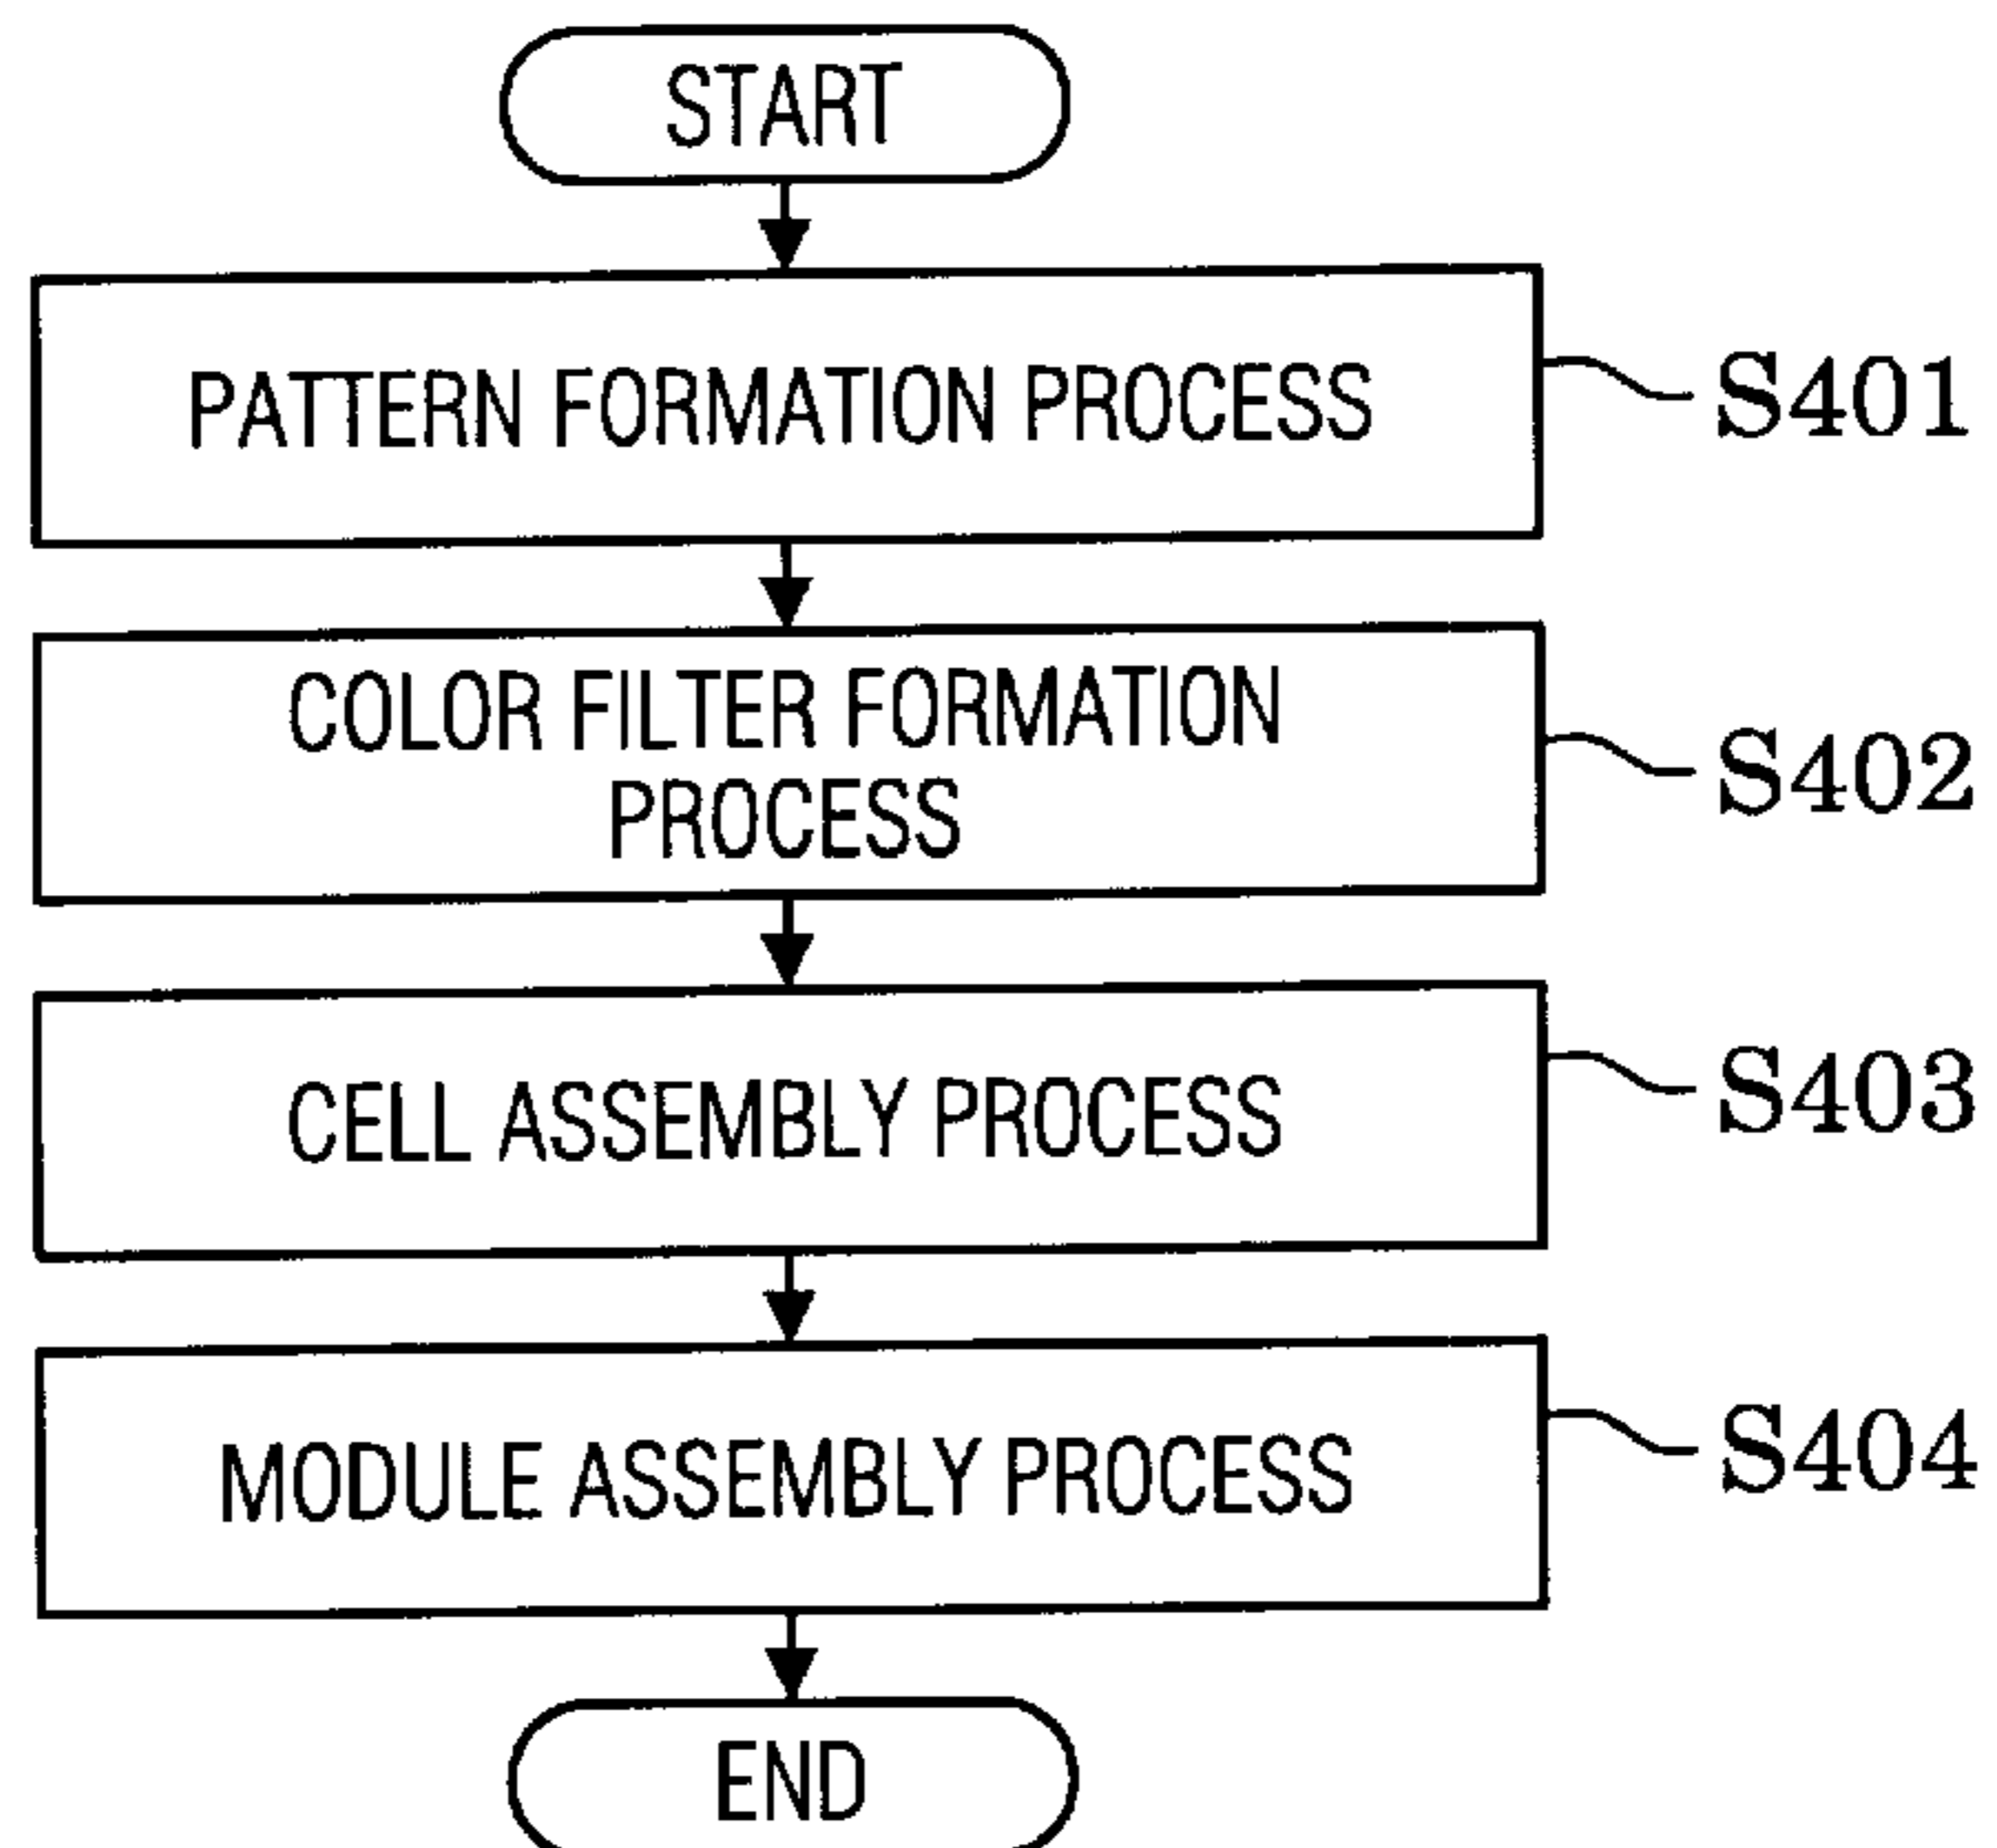 START
PATTERN FORMATION PROCESS
S401
COLOR FILTER FORMATION
PROCESS
S402
CELL ASSEMBLY PROCESS
S403
MODULE ASSEMBLY PROCESS
S404
END